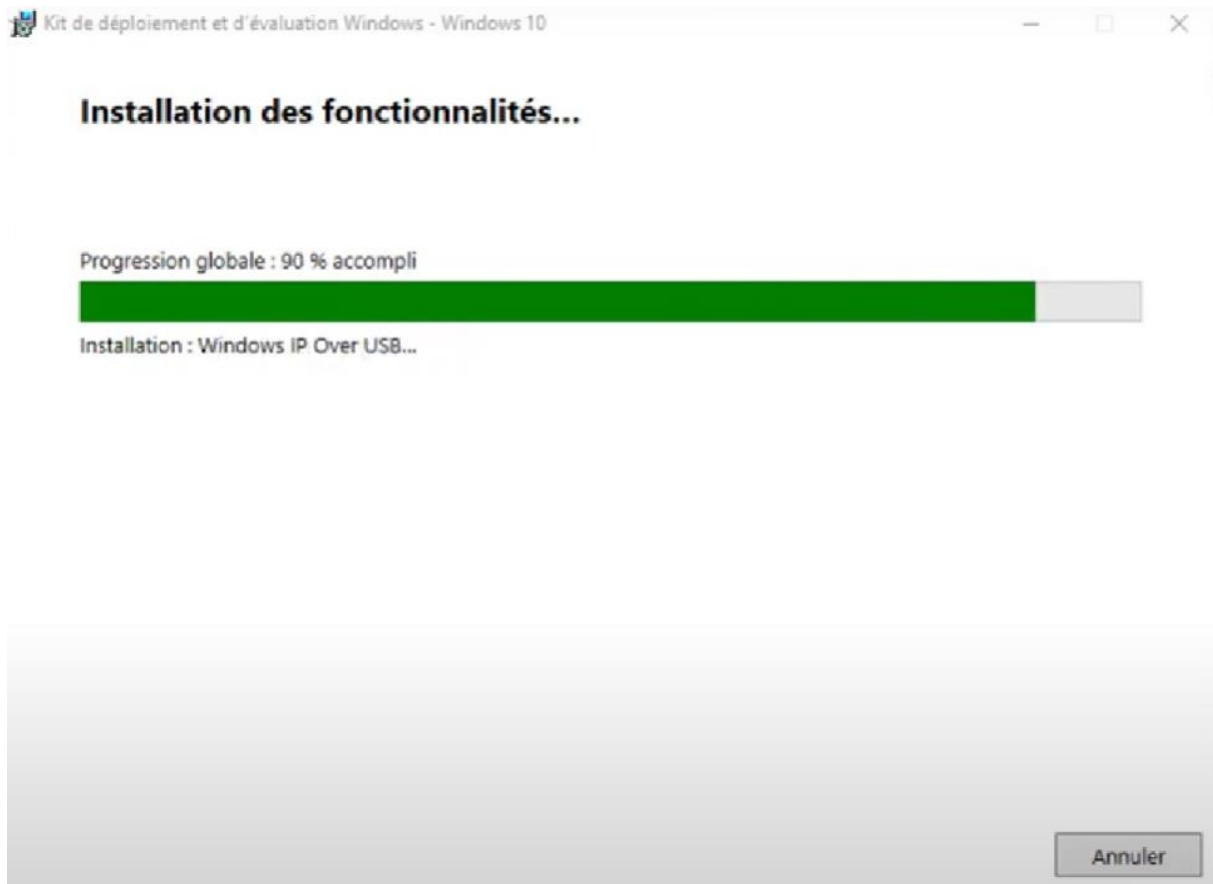 Kit de déploiement et d'évaluation Windows - Windows 10
Installation des fonctionnalités...
Progression globale : 90 % accompli
Installation : Windows IP Over USB...
Annuler